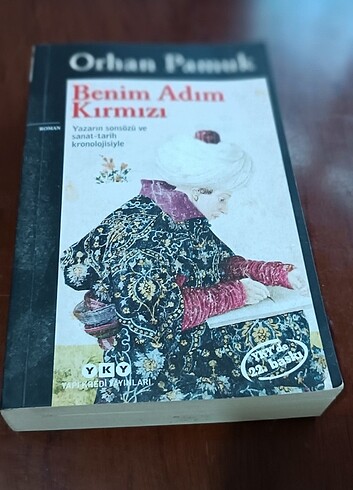 Orhan Pamuk
Benim Adım
Kırmızı
ROMAN
Yazarın sonsözü ve
sanat-tarih
kronolojisiyle
YKY'de
22. baskı
YKY
YAPI KREDİ YAYINLARI